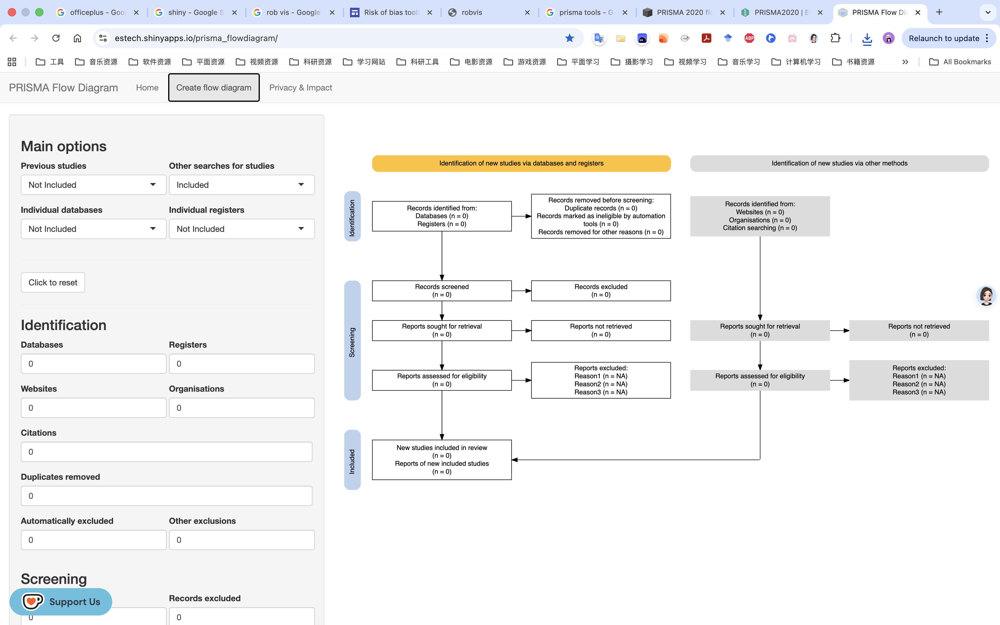 officeplus - Goo
shiny - Google S
rob vis - Google
Risk of bias tools
robvis
prisma tools - G
PRISMA 2020 flo
PRISMA2020 | E
PRISMA Flow Dia
estech.shinyapps.io/prisma_flowdiagram/
ABP
Relaunch to update
工具
音乐资源
软件资源
平面资源
视频资源
科研资源
学习网站
科研工具
电影资源
游戏资源
平面学习
摄影学习
视频学习
音乐学习
计算机学习
书籍资源
All Bookmarks
PRISMA Flow Diagram
Home
Create flow diagram
Privacy & Impact
Main options
Previous studies
Other searches for studies
Not Included
Included
Individual databases
Individual registers
Not Included
Not Included
Click to reset
Identification
Databases
Registers
0
0
Websites
Organisations
0
0
Citations
0
Duplicates removed
0
Automatically excluded
Other exclusions
0
0
Screening
Records excluded
0
0
Support Us
Identification of new studies via databases and registers
Identification of new studies via other methods
Identification
Records identified from:
Databases (n = 0)
Registers (n = 0)
Records removed before screening:
Duplicate records (n = 0)
Records marked as ineligible by automation
tools (n = 0)
Records removed for other reasons (n = 0)
Records identified from:
Websites (n = 0)
Organisations (n = 0)
Citation searching (n = 0)
Screening
Records screened
(n = 0)
Records excluded
(n = 0)
Reports sought for retrieval
(n = 0)
Reports not retrieved
(n = 0)
Reports sought for retrieval
(n = 0)
Reports not retrieved
(n = 0)
Reports assessed for eligibility
(n = 0)
Reports excluded:
Reason1 (n = NA)
Reason2 (n = NA)
Reason3 (n = NA)
Reports assessed for eligibility
(n = 0)
Reports excluded:
Reason1 (n = NA)
Reason2 (n = NA)
Reason3 (n = NA)
Included
New studies included in review
(n = 0)
Reports of new included studies
(n = 0)